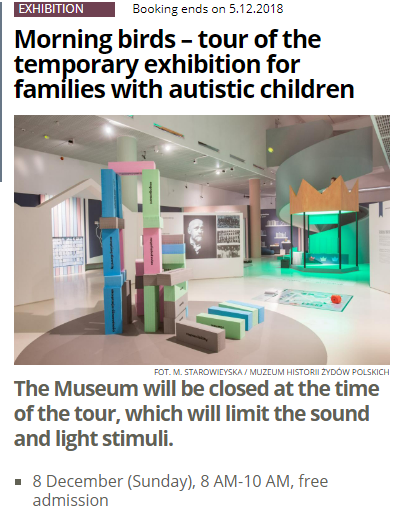 EXHIBITION Booking ends on 5.12.2018
Morning birds – tour of the
temporary exhibition for
families with autistic children
FOT. M. STAROWIEYSKA / MUZEUM HISTORII ŻYDÓW POLSKICH
The Museum will be closed at the time
of the tour, which will limit the sound
and light stimuli.
8 December (Sunday), 8 AM-10 AM, free
admission